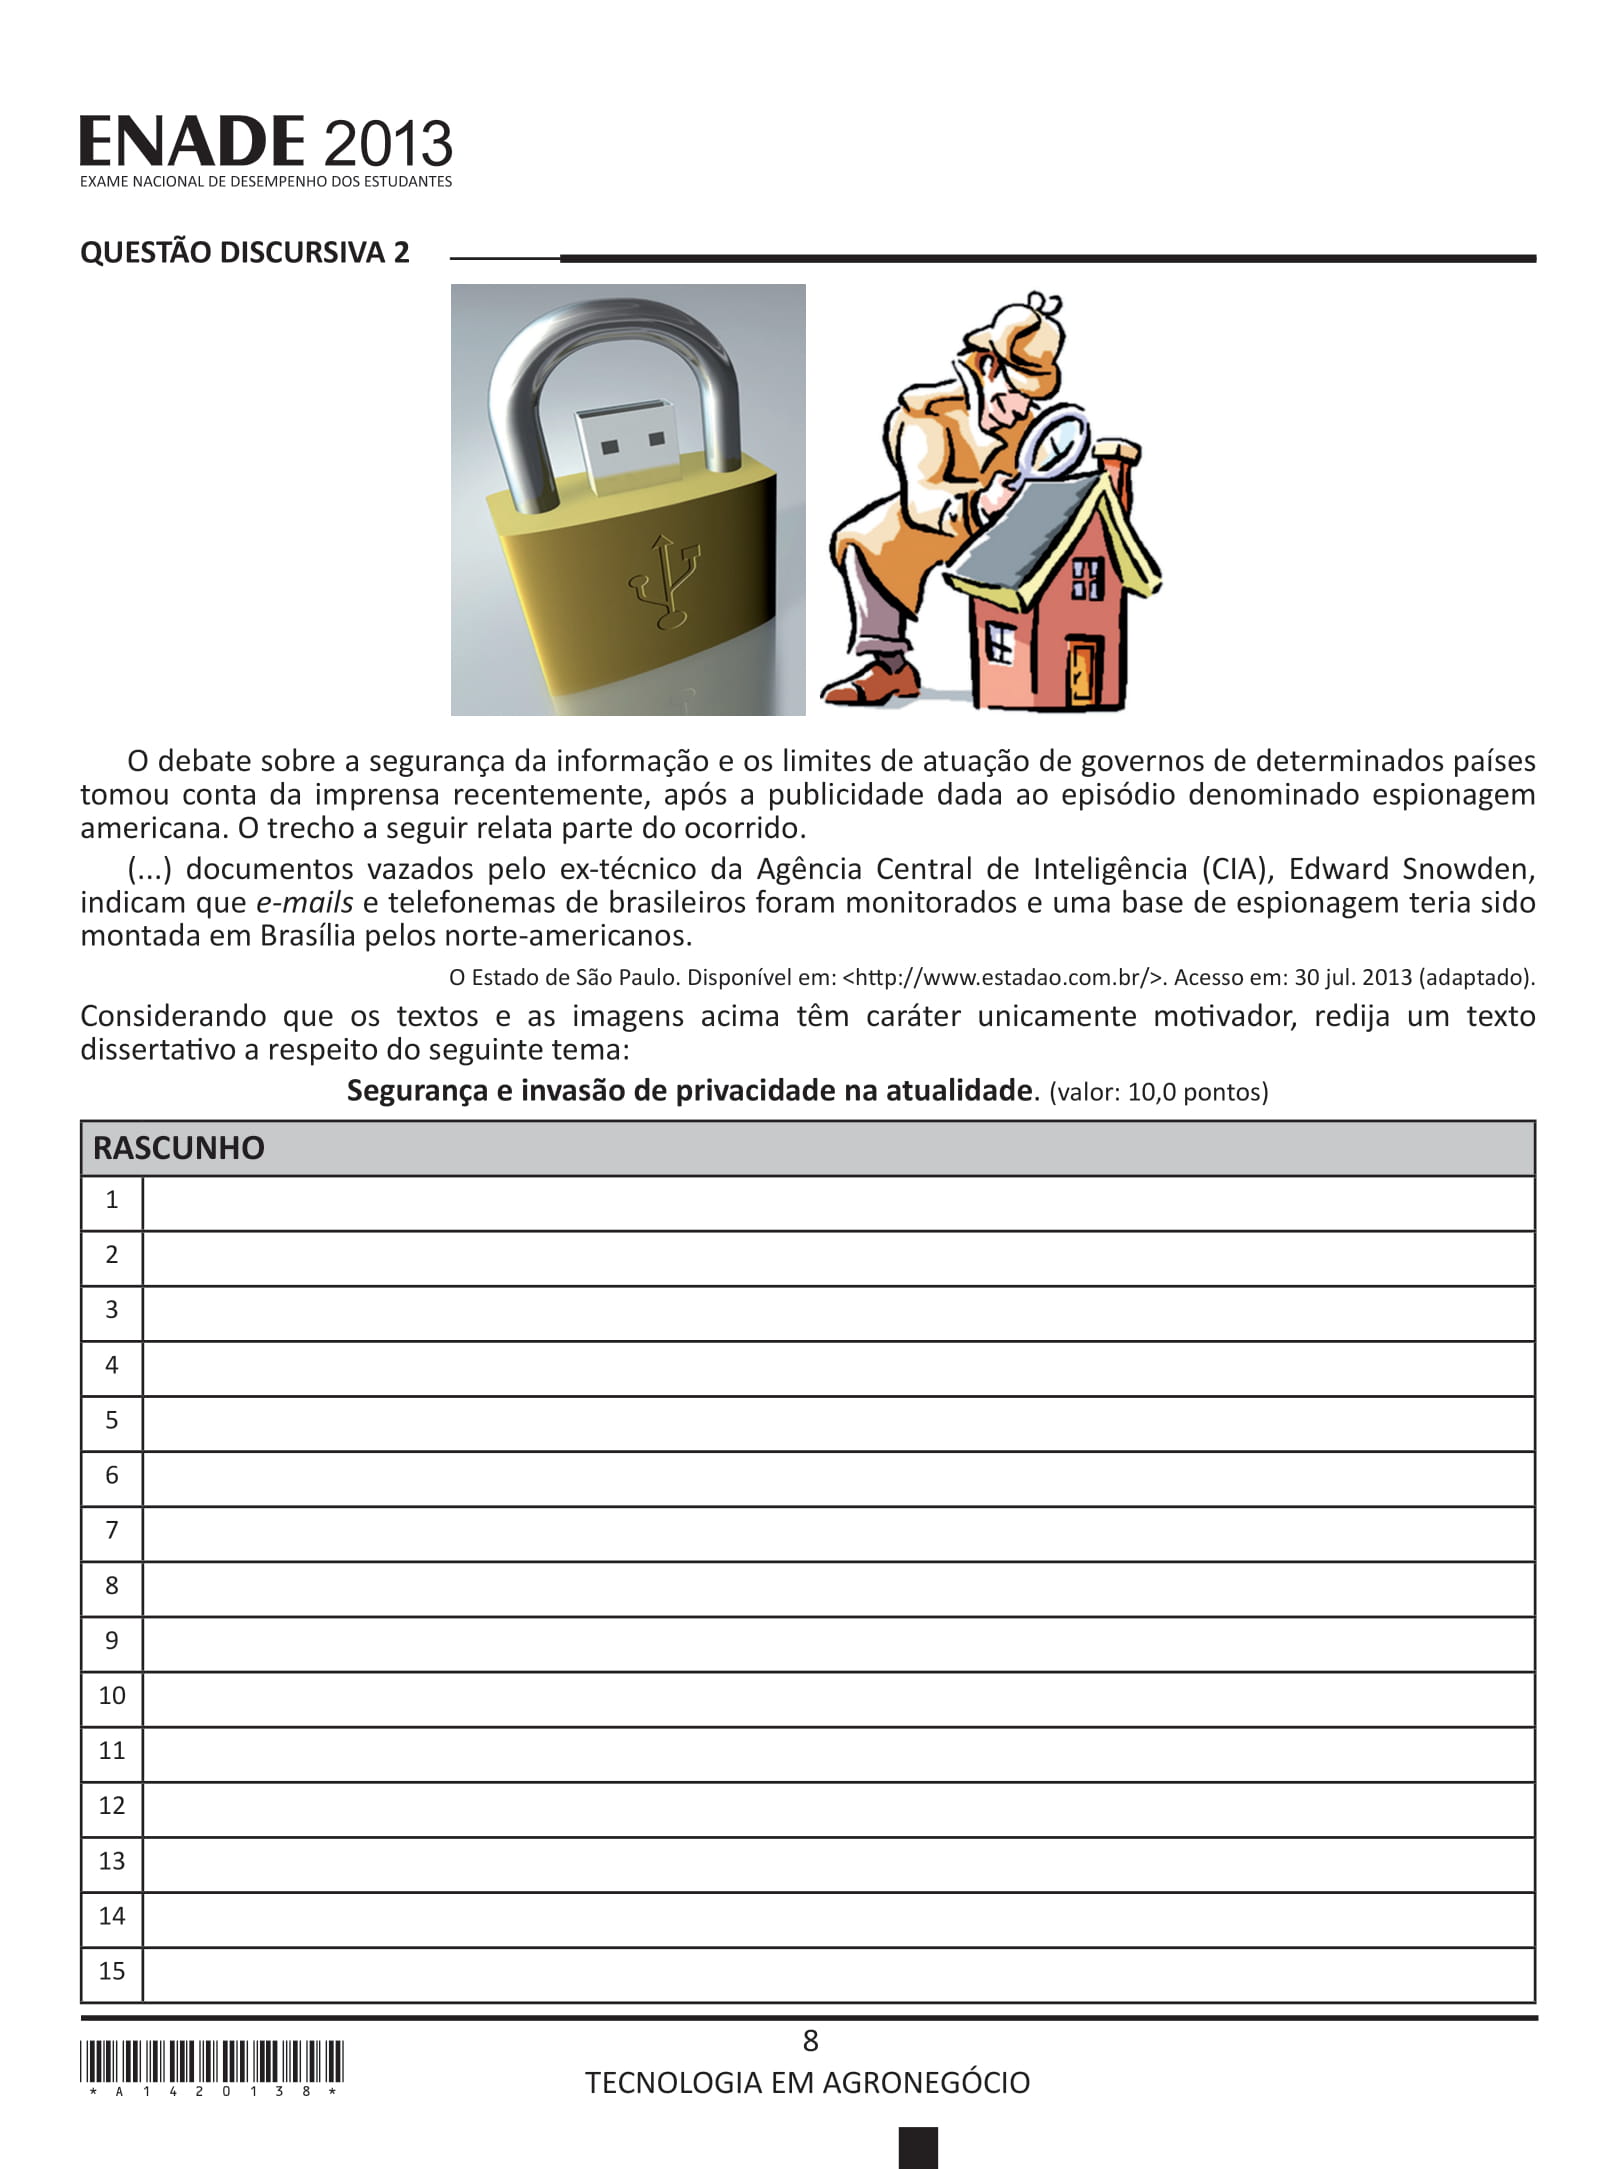 ENADE 2013
EXAME NACIONAL DE DESEMPENHO DOS ESTUDANTES
QUESTÃO DISCURSIVA 2
O debate sobre a segurança da informação e os limites de atuação de governos de determinados países
tomou conta da imprensa recentemente, após a publicidade dada ao episódio denominado espionagem
americana. O trecho a seguir relata parte do ocorrido.
(...) documentos vazados pelo ex-técnico da Agência Central de Inteligência (CIA), Edward Snowden,
indicam que e-mails e telefonemas de brasileiros foram monitorados e uma base de espionagem teria sido
montada em Brasília pelos norte-americanos.
O Estado de São Paulo. Disponível em: <http://www.estadao.com.br/>. Acesso em: 30 jul. 2013 (adaptado).
Considerando que os textos e as imagens acima têm caráter unicamente motivador, redija um texto
dissertativo a respeito do seguinte tema:
Segurança e invasão de privacidade na atualidade. (valor: 10,0 pontos)
RASCUNHO
1
2
3
4
5
6
7
8
9
10
11
12
13
14
15
8
TECNOLOGIA EM AGRONEGÓCIO
* A 1 4 2 0 1 3 8 *